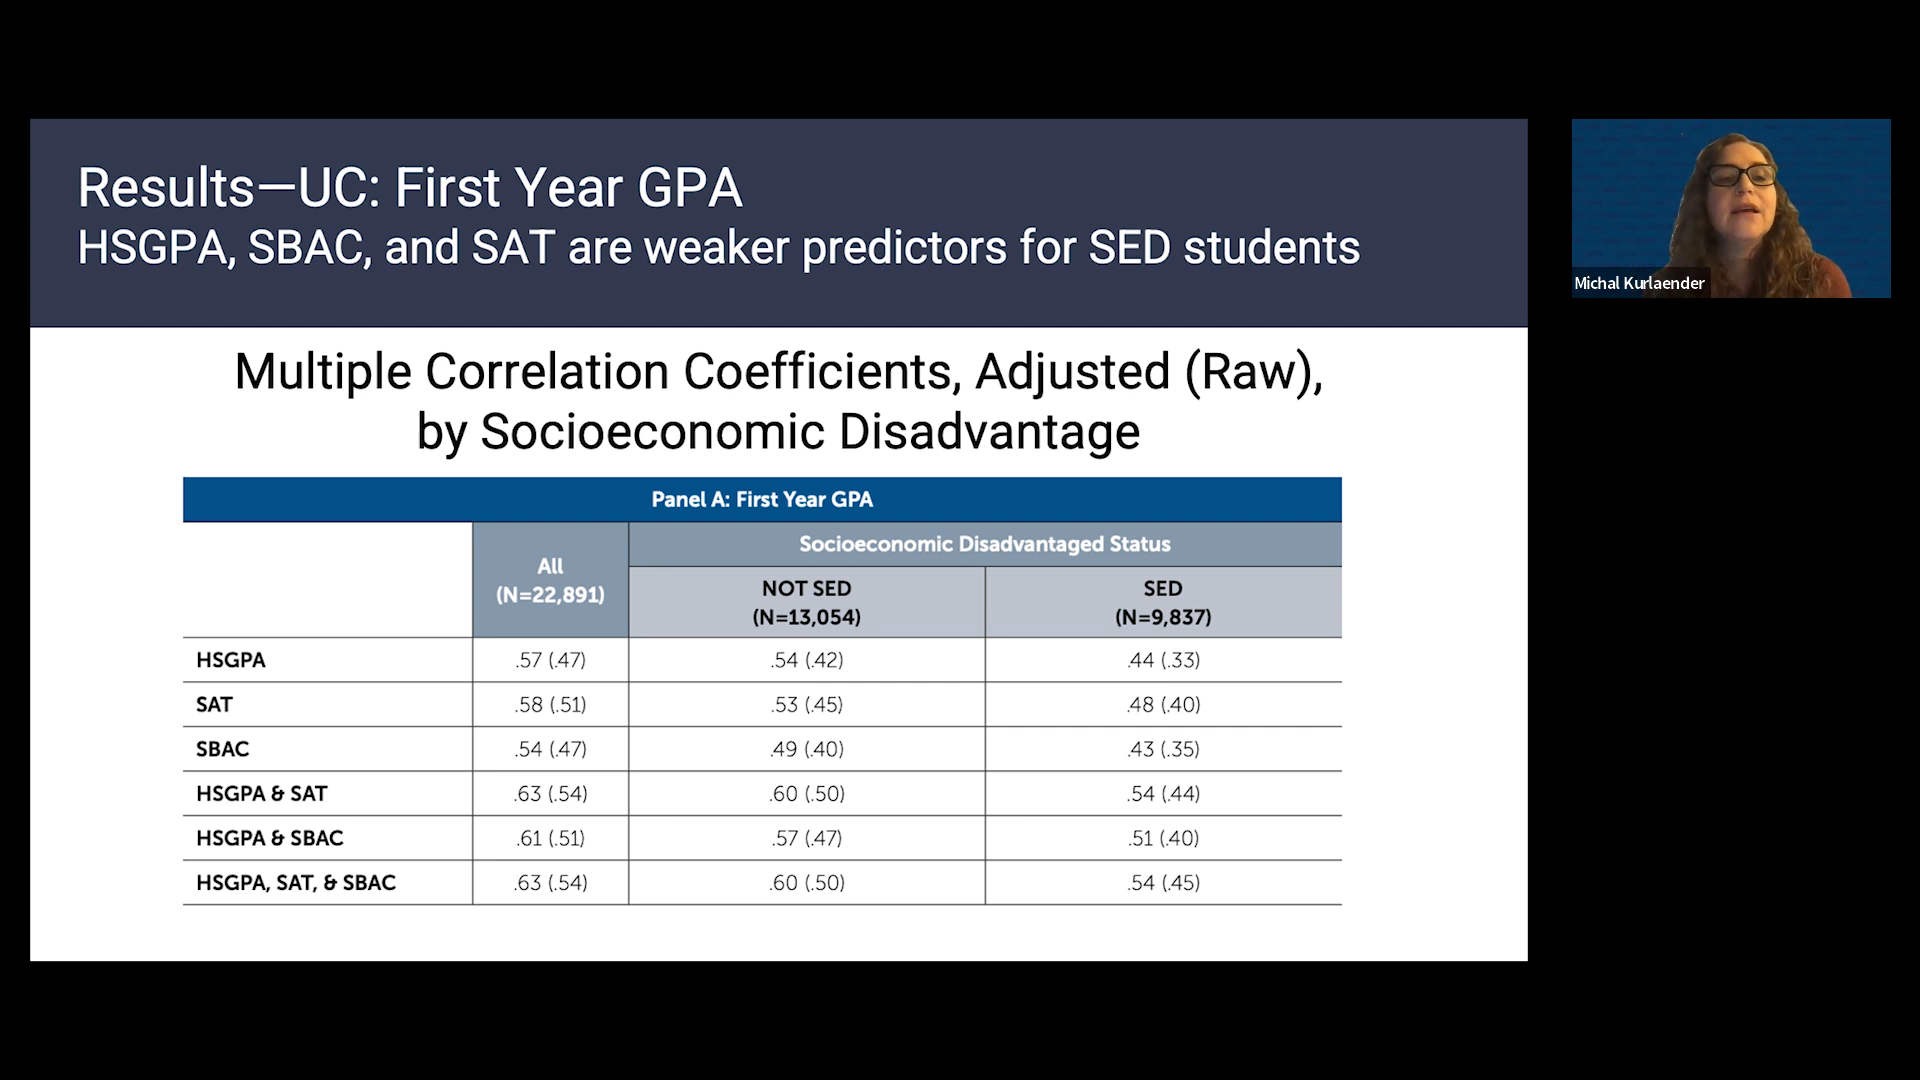 Results—UC: First Year GPA
HSGPA, SBAC, and SAT are weaker predictors for SED students
Michal Kurlaender
Multiple Correlation Coefficients, Adjusted (Raw),
by Socioeconomic Disadvantage
Panel A: First Year GPA
All
(N=22,891)
Socioeconomic Disadvantaged Status
NOT SED
(N=13,054)
SED
(N=9,837)
HSGPA .57 (.47) .54 (.42) .44 (.33)
SAT .58 (.51) .53 (.45) .48 (.40)
SBAC .54 (.47) .49 (.40) .43 (.35)
HSGPA & SAT .63 (.54) .60 (.50) .54 (.44)
HSGPA & SBAC .61 (.51) .57 (.47) .51 (.40)
HSGPA, SAT, & SBAC .63 (.54) .60 (.50) .54 (.45)